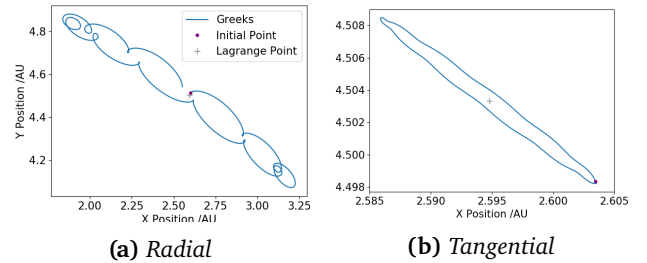 4.8
4.6
4.4
4.2
Y Position /AU
2.00
2.25
2.50
2.75
3.00
3.25
X Position /AU
Greeks
Initial Point
Lagrange Point
(a) Radial
4.508
4.506
4.504
4.502
4.500
4.498
2.585
2.590
2.595
2.600
2.605
X Position /AU
(b) Tangential